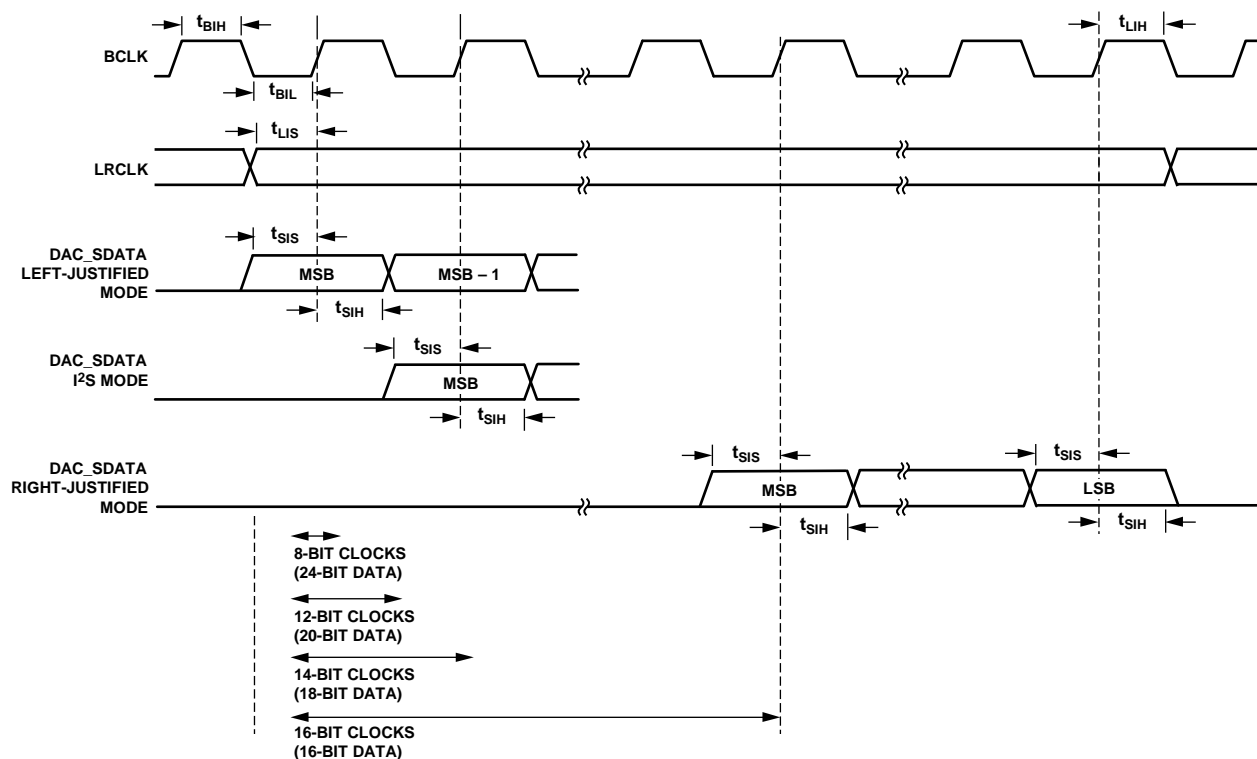 tBIH
tLIH
BCLK
tBIL
tLIS
LRCLK
tSIS
DAC_SDATA
LEFT-JUSTIFIED
MODE
MSB
MSB – 1
tSIH
tSIS
DAC_SDATA
I2S MODE
MSB
tSIH
tSIS
tSIS
DAC_SDATA
RIGHT-JUSTIFIED
MODE
MSB
LSB
tSIH
tSIH
8-BIT CLOCKS
(24-BIT DATA)
12-BIT CLOCKS
(20-BIT DATA)
14-BIT CLOCKS
(18-BIT DATA)
16-BIT CLOCKS
(16-BIT DATA)